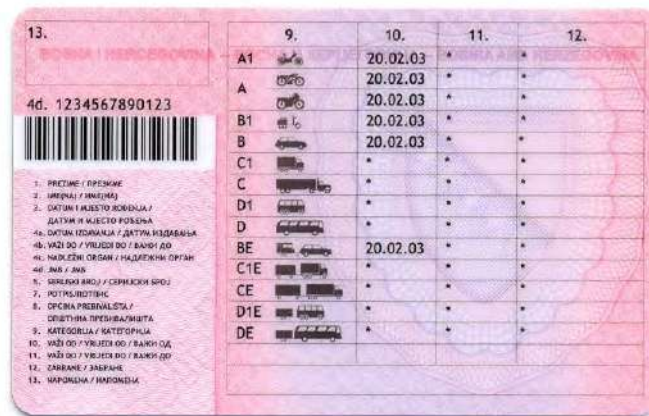 13.
9. 10. 11. 12.
BOSNA I HERCEGOVINA
BOSNIA AND HERZEGOVINA
A1 20.02.03 * *
A 20.02.03 * *
20.02.03 * *
4d. 1234567890123
B1 20.02.03 * *
B 20.02.03 * *
C1 * * *
C * * *
D1 * * *
D * * *
BE 20.02.03 * *
C1E * * *
CE * * *
D1E * * *
DE * * *
1. PREZIME / ПРЕЗИМЕ
2. IME(NA) / ИМЕ(НА)
3. DATUM I MJESTO ROĐENJA /
ДАТУМ И МЈЕСТО РОЂЕЊА
4a. DATUM IZDAVANJA / ДАТУМ ИЗДАВАЊА
4b. VAŽI DO / VRIJEDI DO / ВАЖИ ДО
4c. NADLEŽNI ORGAN / НАДЛЕЖНИ ОРГАН
4d. JMB / ЈМБ
5. SERIJSKI BROJ / СЕРИЈСКИ БРОЈ
7. POTPIS/ПОТПИС
8. OPĆINA PREBIVALIŠTA /
ОПШТИНА ПРЕБИВАЛИШТА
9. KATEGORIJA / КАТЕГОРИЈА
10. VAŽI OD / VRIJEDI OD / ВАЖИ ОД
11. VAŽI DO / VRIJEDI DO / ВАЖИ ДО
12. ZABRANE / ЗАБРАНЕ
13. NAPOMENA / НАПОМЕНА